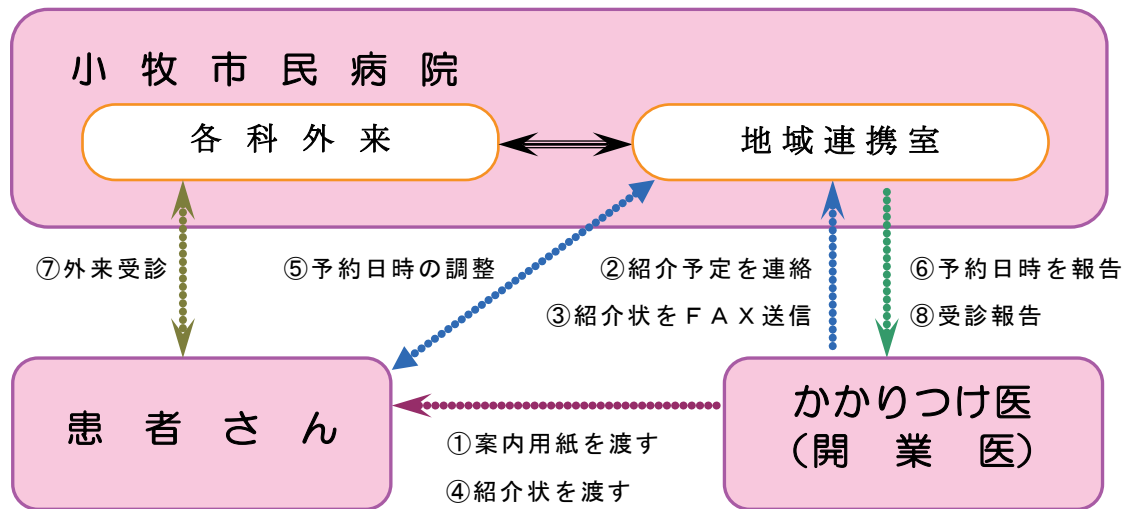 小牧市民病院
各科外来
地域連携室
⑦外来受診
⑤予約日時の調整
②紹介予定を連絡
③紹介状をＦＡＸ送信
⑥予約日時を報告
⑧受診報告
患者さん
かかりつけ医
（開業医）
①案内用紙を渡す
④紹介状を渡す